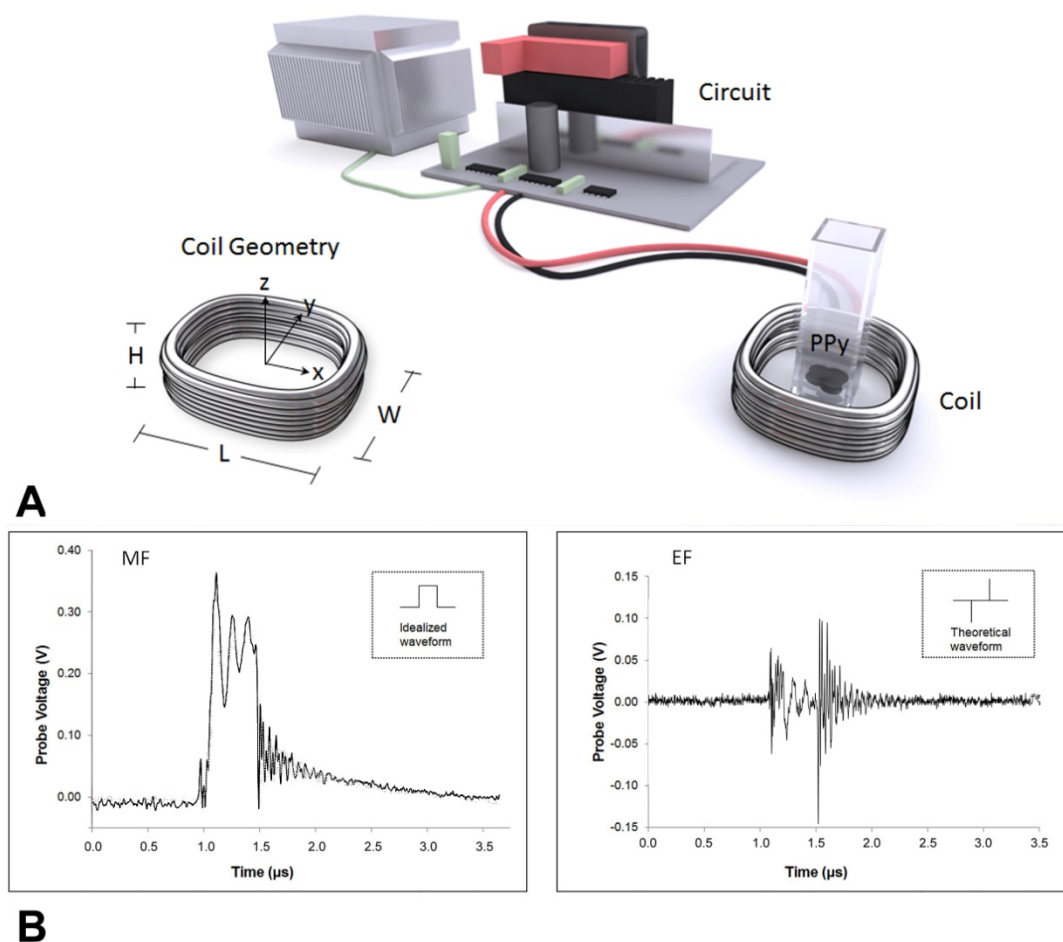 Circuit
Coil Geometry
z
y
x
H
W
L
PPy
Coil
A
MF
Idealized
waveform
Probe Voltage (V)
0.40
0.30
0.20
0.10
0.00
0.0 0.5 1.0 1.5 2.0 2.5 3.0 3.5
Time (µs)
EF
Theoretical
waveform
Probe Voltage (V)
0.15
0.10
0.05
0.00
-0.05
-0.10
-0.15
0.0 0.5 1.0 1.5 2.0 2.5 3.0 3.5
Time (µs)
B